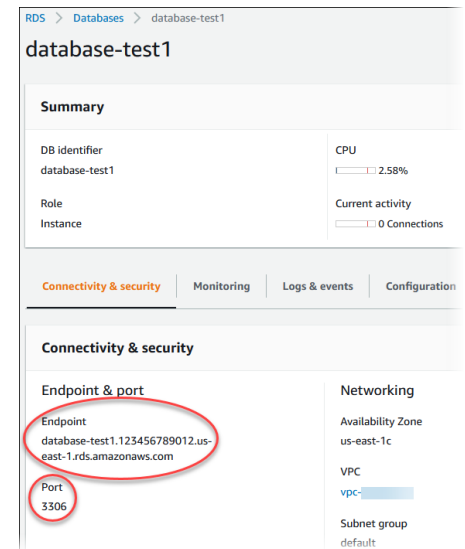 RDS > Databases > database-test1
database-test1
Summary
DB identifier
database-test1
CPU
2.58%
Role
Instance
Current activity
0 Connections
Connectivity & security
Monitoring
Logs & events
Configuration
Connectivity & security
Endpoint & port
Endpoint
database-test1.123456789012.us-
east-1.rds.amazonaws.com
Port
3306
Networking
Availability Zone
us-east-1c
VPC
vpc-
Subnet group
default